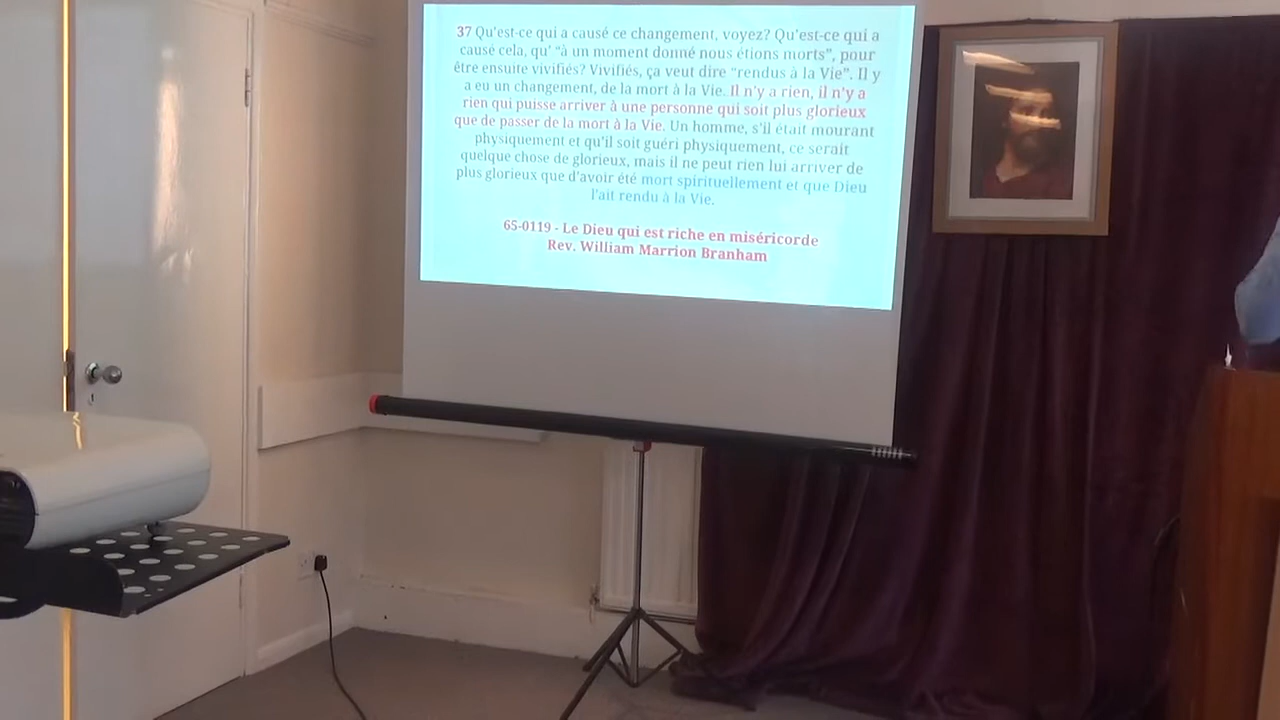 37 Qu'est-ce qui a causé ce changement, voyez? Qu'est-ce qui a
causé cela, qu' “à un moment donné nous étions morts”, pour
être ensuite vivifiés? Vivifiés, ça veut dire “rendus à la Vie”. Il y
a eu un changement, de la mort à la Vie. Il n'y a rien, il n'y a
rien qui puisse arriver à une personne qui soit plus glorieux
que de passer de la mort à la Vie. Un homme, s'il était mourant
physiquement et qu'il soit guéri physiquement, ce serait
quelque chose de glorieux, mais il ne peut rien lui arriver de
plus glorieux que d'avoir été mort spirituellement et que Dieu
l'ait rendu à la Vie.
65-0119 - Le Dieu qui est riche en miséricorde
Rev. William Marrion Branham